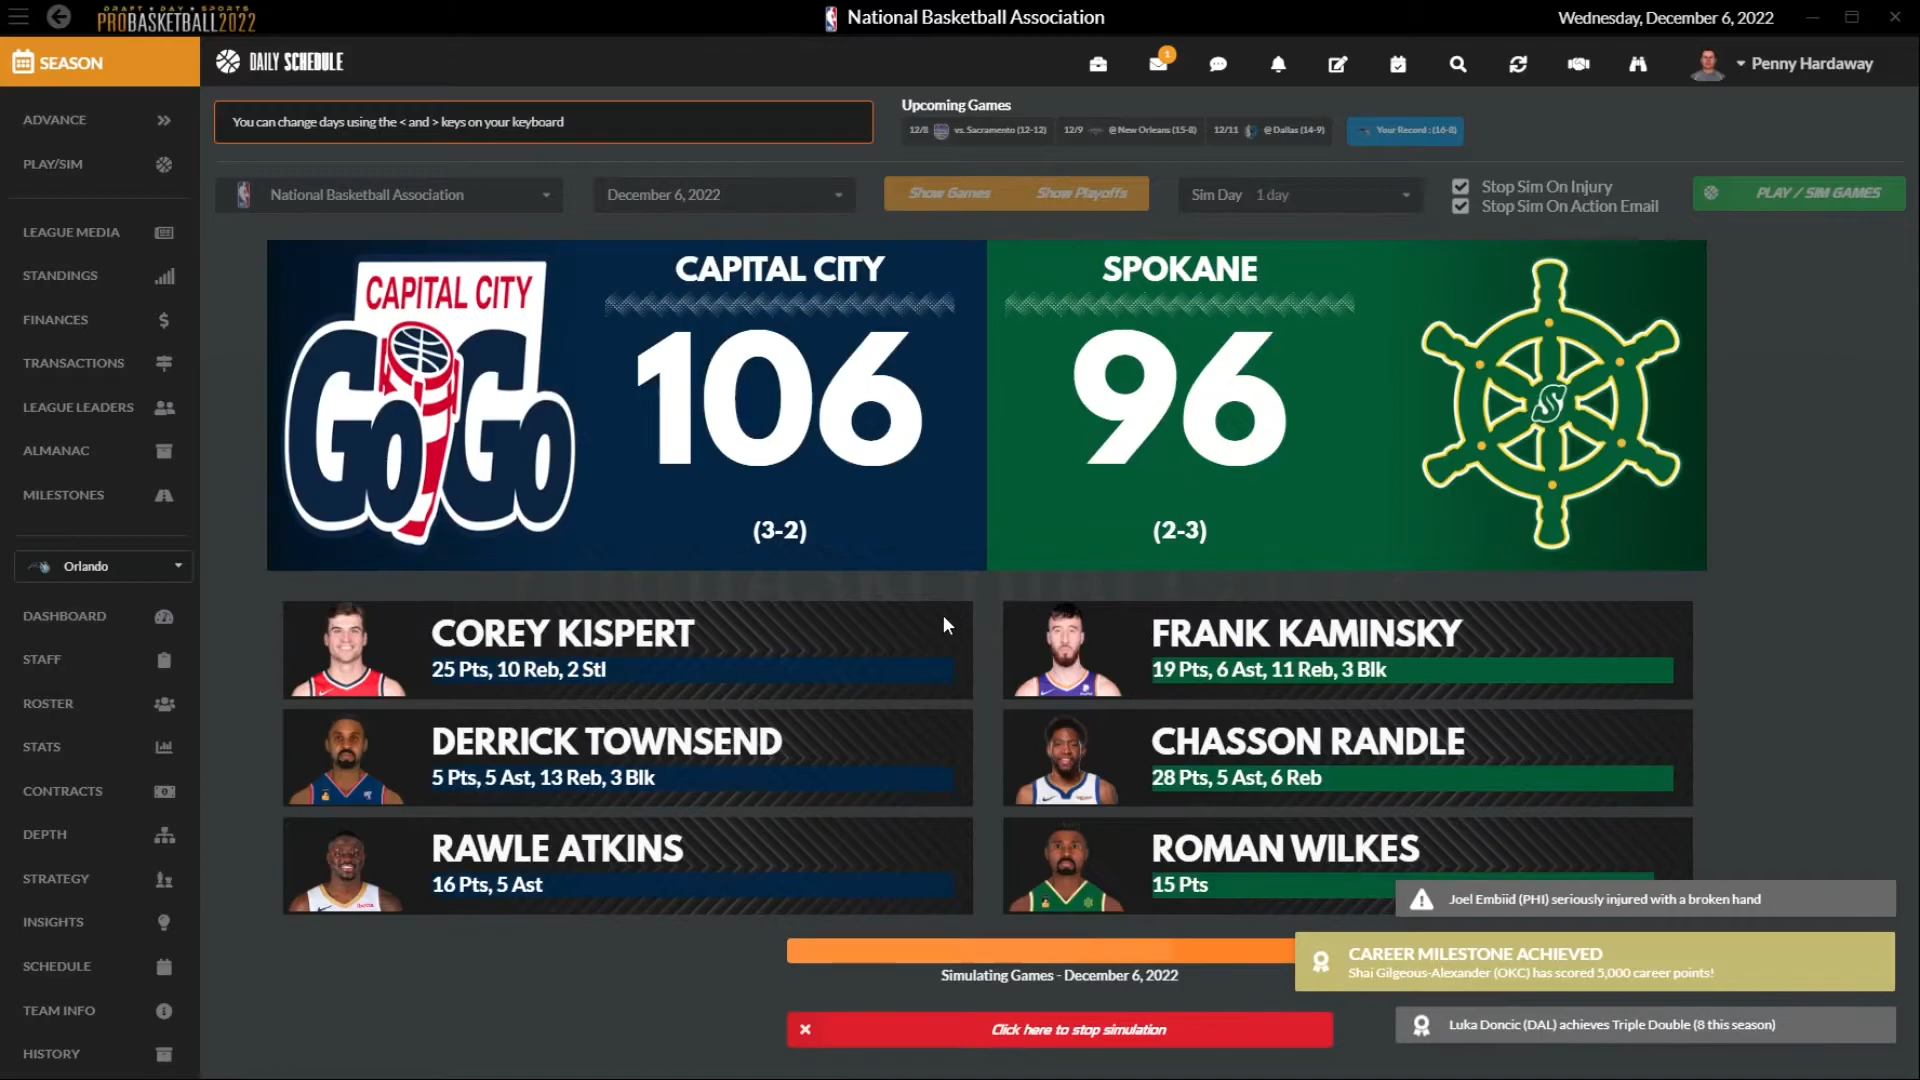 DRAFT • DAY • SPORTS
PROBASKETBALL2022
National Basketball Association
Wednesday, December 6, 2022
SEASON
DAILY SCHEDULE
1
Penny Hardaway
ADVANCE
PLAY/SIM
LEAGUE MEDIA
STANDINGS
FINANCES
TRANSACTIONS
LEAGUE LEADERS
ALMANAC
MILESTONES
Orlando
DASHBOARD
STAFF
ROSTER
STATS
CONTRACTS
DEPTH
STRATEGY
INSIGHTS
SCHEDULE
TEAM INFO
HISTORY
You can change days using the < and > keys on your keyboard
Upcoming Games
12/8 vs. Sacramento (12-12) 12/9 @ New Orleans (15-8) 12/11 @ Dallas (14-9) Your Record : (16-8)
National Basketball Association
December 6, 2022
Show Games Show Playoffs
Sim Day 1 day
Stop Sim On Injury
Stop Sim On Action Email
PLAY / SIM GAMES
CAPITAL CITY
GoGo
CAPITAL CITY
106
(3-2)
SPOKANE
96
(2-3)
S
COREY KISPERT
25 Pts, 10 Reb, 2 Stl
DERRICK TOWNSEND
5 Pts, 5 Ast, 13 Reb, 3 Blk
RAWLE ATKINS
16 Pts, 5 Ast
FRANK KAMINSKY
19 Pts, 6 Ast, 11 Reb, 3 Blk
CHASSON RANDLE
28 Pts, 5 Ast, 6 Reb
ROMAN WILKES
15 Pts
Joel Embiid (PHI) seriously injured with a broken hand
CAREER MILESTONE ACHIEVED
Shai Gilgeous-Alexander (OKC) has scored 5,000 career points!
Luka Doncic (DAL) achieves Triple Double (8 this season)
Simulating Games - December 6, 2022
Click here to stop simulation